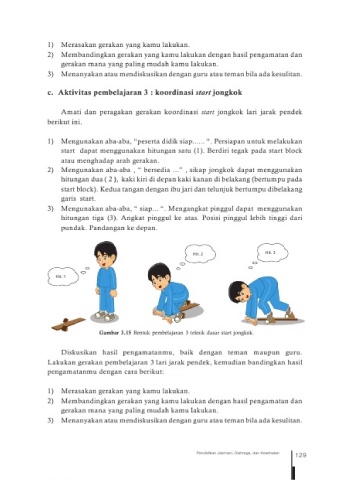 1) Merasakan gerakan yang kamu lakukan.
2) Membandingkan gerakan yang kamu lakukan dengan hasil pengamatan dan
gerakan mana yang paling mudah kamu lakukan.
3) Menanyakan atau mendiskusikan dengan guru atau teman bila ada kesulitan.
c. Aktivitas pembelajaran 3 : koordinasi start jongkok
Amati dan peragakan gerakan koordinasi start jongkok lari jarak pendek
berikut ini.
1) Mengunakan aba-aba, "peserta didik siap...... ". Persiapan untuk melakukan
start dapat menggunakan hitungan satu (1). Berdiri tegak pada start block
atau menghadap arah gerakan.
2) Mengunakan aba-aba , " bersedia ..." , sikap jongkok dapat menggunakan
hitungan dua ( 2 ), kaki kiri di depan kaki kanan di belakang (bertumpu pada
start block). Kedua tangan dengan ibu jari dan telunjuk bertumpu dibelakang
garis start.
3) Mengunakan aba-aba, " siap... ". Mengangkat pinggul dapat menggunakan
hitungan tiga (3). Angkat pinggul ke atas. Posisi pinggul lebih tinggi dari
pundak. Pandangan ke depan.
Hit. 1
Hit. 2
Hit. 3
Gambar 3.15 Bentuk pembelajaran 3 teknik dasar start jongkok.
Diskusikan hasil pengamatanmu, baik dengan teman maupun guru.
Lakukan gerakan pembelajaran 3 lari jarak pendek, kemudian bandingkan hasil
pengamatanmu dengan cara berikut:
1) Merasakan gerakan yang kamu lakukan.
2) Membandingkan gerakan yang kamu lakukan dengan hasil pengamatan dan
gerakan mana yang paling mudah kamu lakukan.
3) Menanyakan atau mendiskusikan dengan guru atau teman bila ada kesulitan.
Pendidikan Jasmani, Olahraga, dan Kesehatan 129